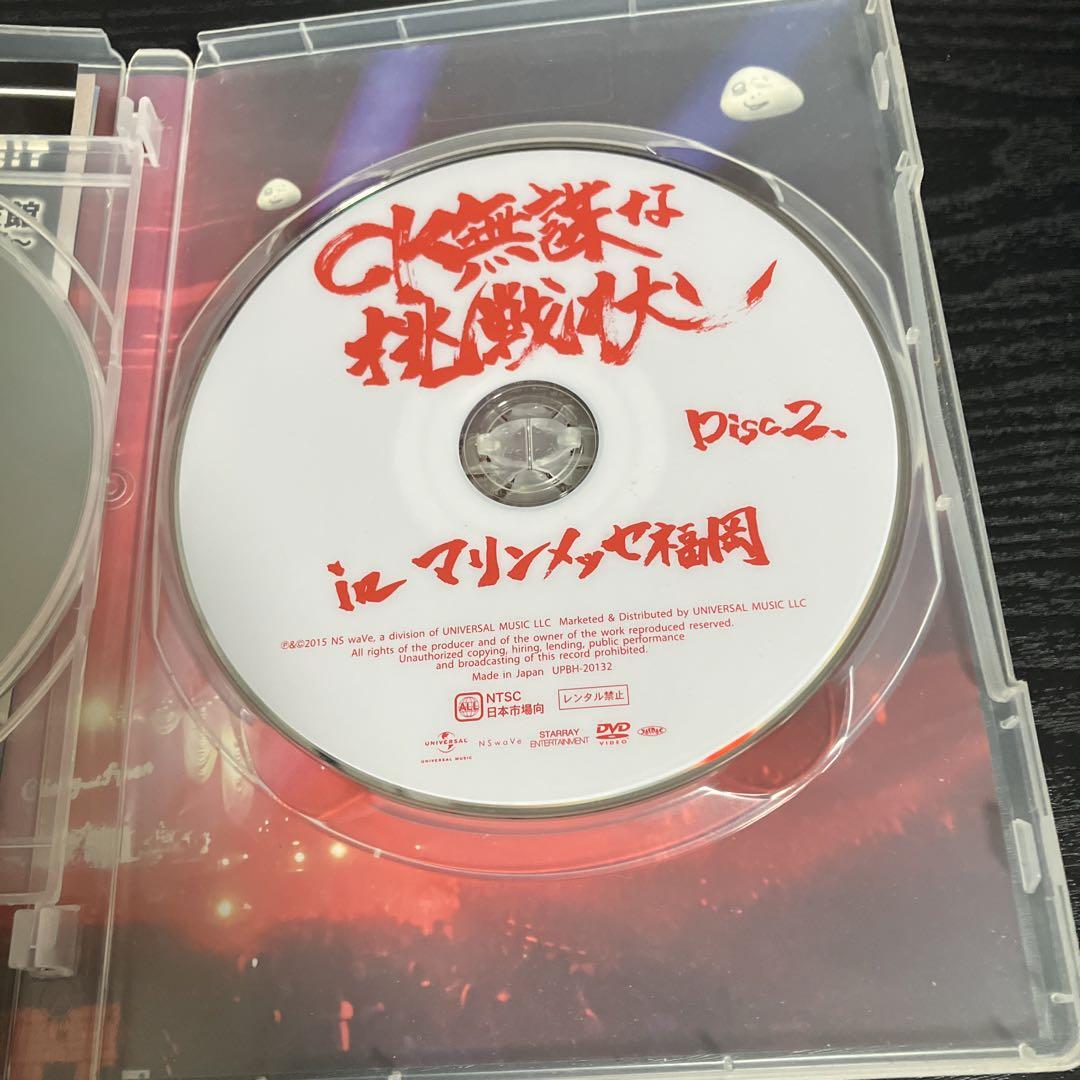 CK無謀な
挑戦状
Disc2、
in マリンメッセ福岡
℗&©2015 NS waVe, a division of UNIVERSAL MUSIC LLC Marketed & Distributed by UNIVERSAL MUSIC LLC
All rights of the producer and of the owner of the work reproduced reserved.
Unauthorized copying, hiring, lending, public performance
and broadcasting of this record prohibited.
Made in Japan UPBH-20132
ALL
NTSC
日本市場向
レンタル禁止
UNIVERSAL
UNIVERSAL MUSIC
NSwaVe
STARRAY
ENTERTAINMENT
DVD
VIDEO